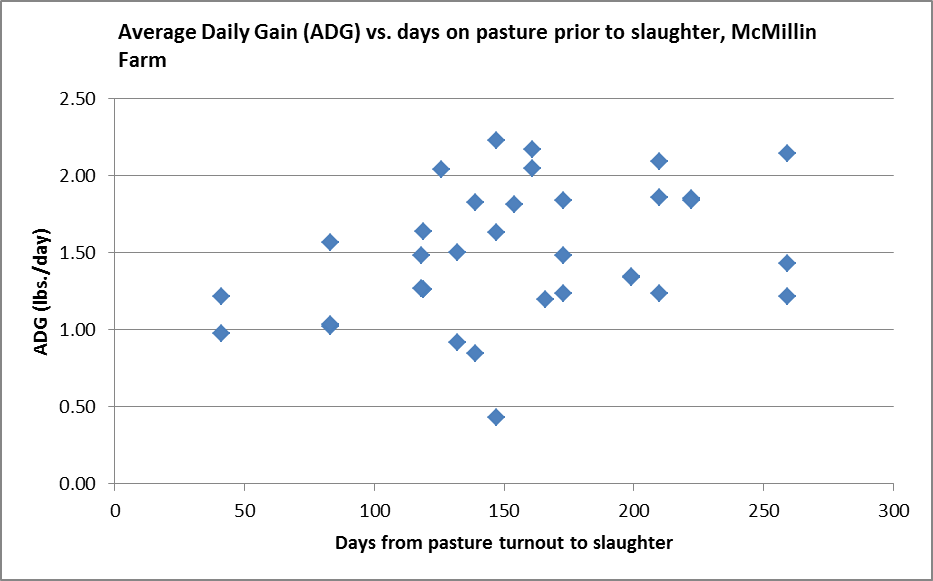 Average Daily Gain (ADG) vs. days on pasture prior to slaughter, McMillin
Farm
2.50
2.00
1.50
1.00
0.50
0.00
ADG (lbs./day)
0 50 100 150 200 250 300
Days from pasture turnout to slaughter